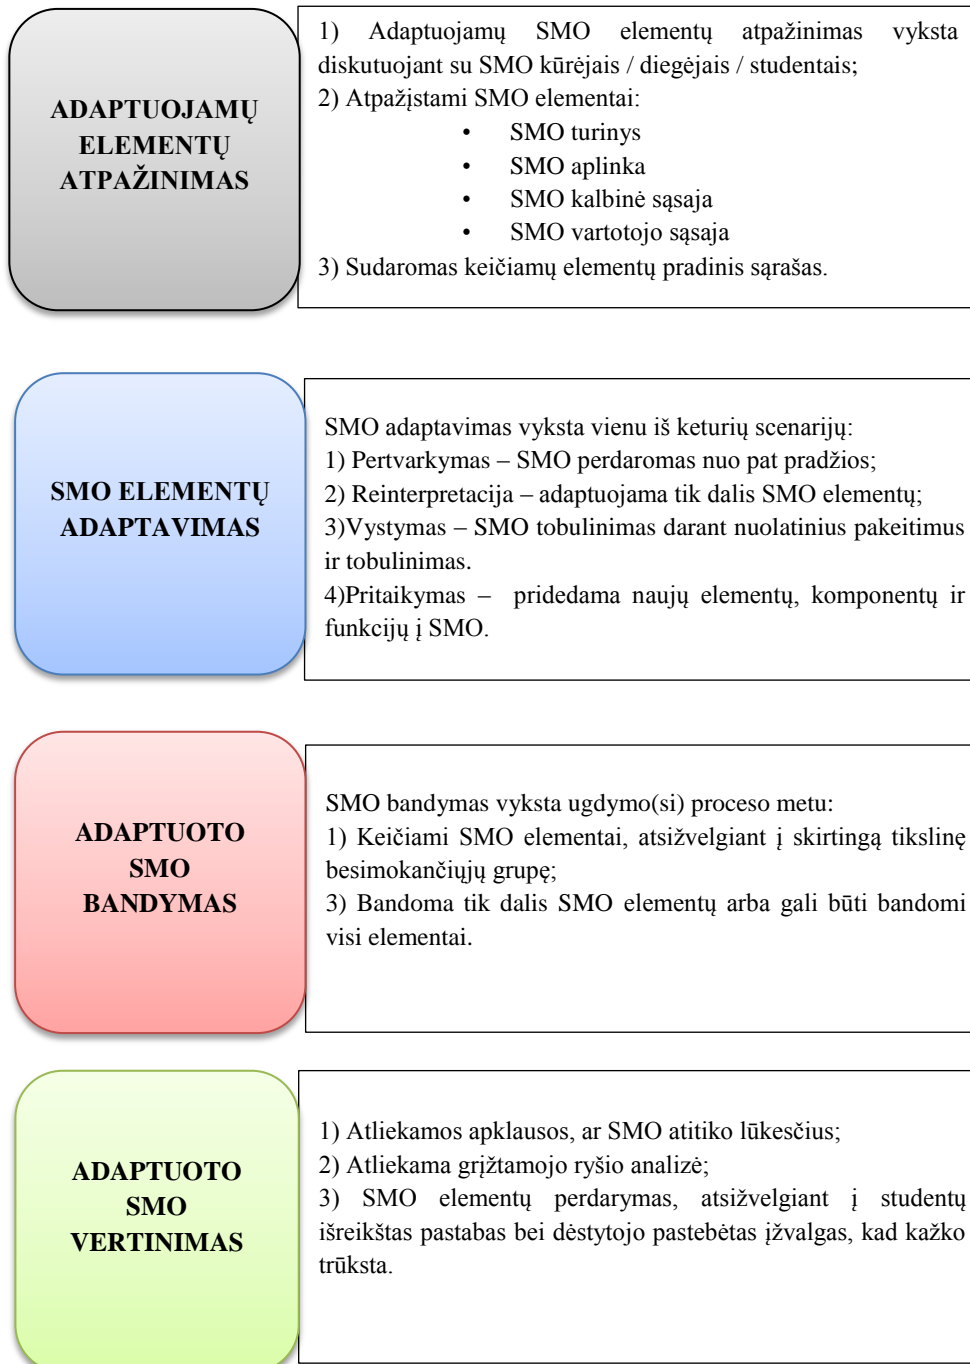 ADAPTUOJAMŲ
ELEMENTŲ
ATPAŽINIMAS
1) Adaptuojamų SMO elementų atpažinimas vyksta
diskutuojant su SMO kūrėjais / diegėjais / studentais;
2) Atpažįstami SMO elementai:
• SMO turinys
• SMO aplinka
• SMO kalbinė sąsaja
• SMO vartotojo sąsaja
3) Sudaromas keičiamų elementų pradinis sąrašas.
SMO ELEMENTŲ
ADAPTAVIMAS
SMO adaptavimas vyksta vienu iš keturių scenarijų:
1) Pertvarkymas – SMO perdaromas nuo pat pradžios;
2) Reinterpretacija – adaptuojama tik dalis SMO elementų;
3)Vystymas – SMO tobulinimas darant nuolatinius pakeitimus
ir tobulinimas.
4)Pritaikymas – pridedama naujų elementų, komponentų ir
funkcijų į SMO.
ADAPTUOTO
SMO
BANDYMAS
SMO bandymas vyksta ugdymo(si) proceso metu:
1) Keičiami SMO elementai, atsižvelgiant į skirtingą tikslinę
besimokančiųjų grupę;
3) Bandoma tik dalis SMO elementų arba gali būti bandomi
visi elementai.
ADAPTUOTO
SMO
VERTINIMAS
1) Atliekamos apklausos, ar SMO atitiko lūkesčius;
2) Atliekama grįžtamojo ryšio analizė;
3) SMO elementų perdarymas, atsižvelgiant į studentų
išreikštas pastabas bei dėstytojo pastebėtas įžvalgas, kad kažko
trūksta.